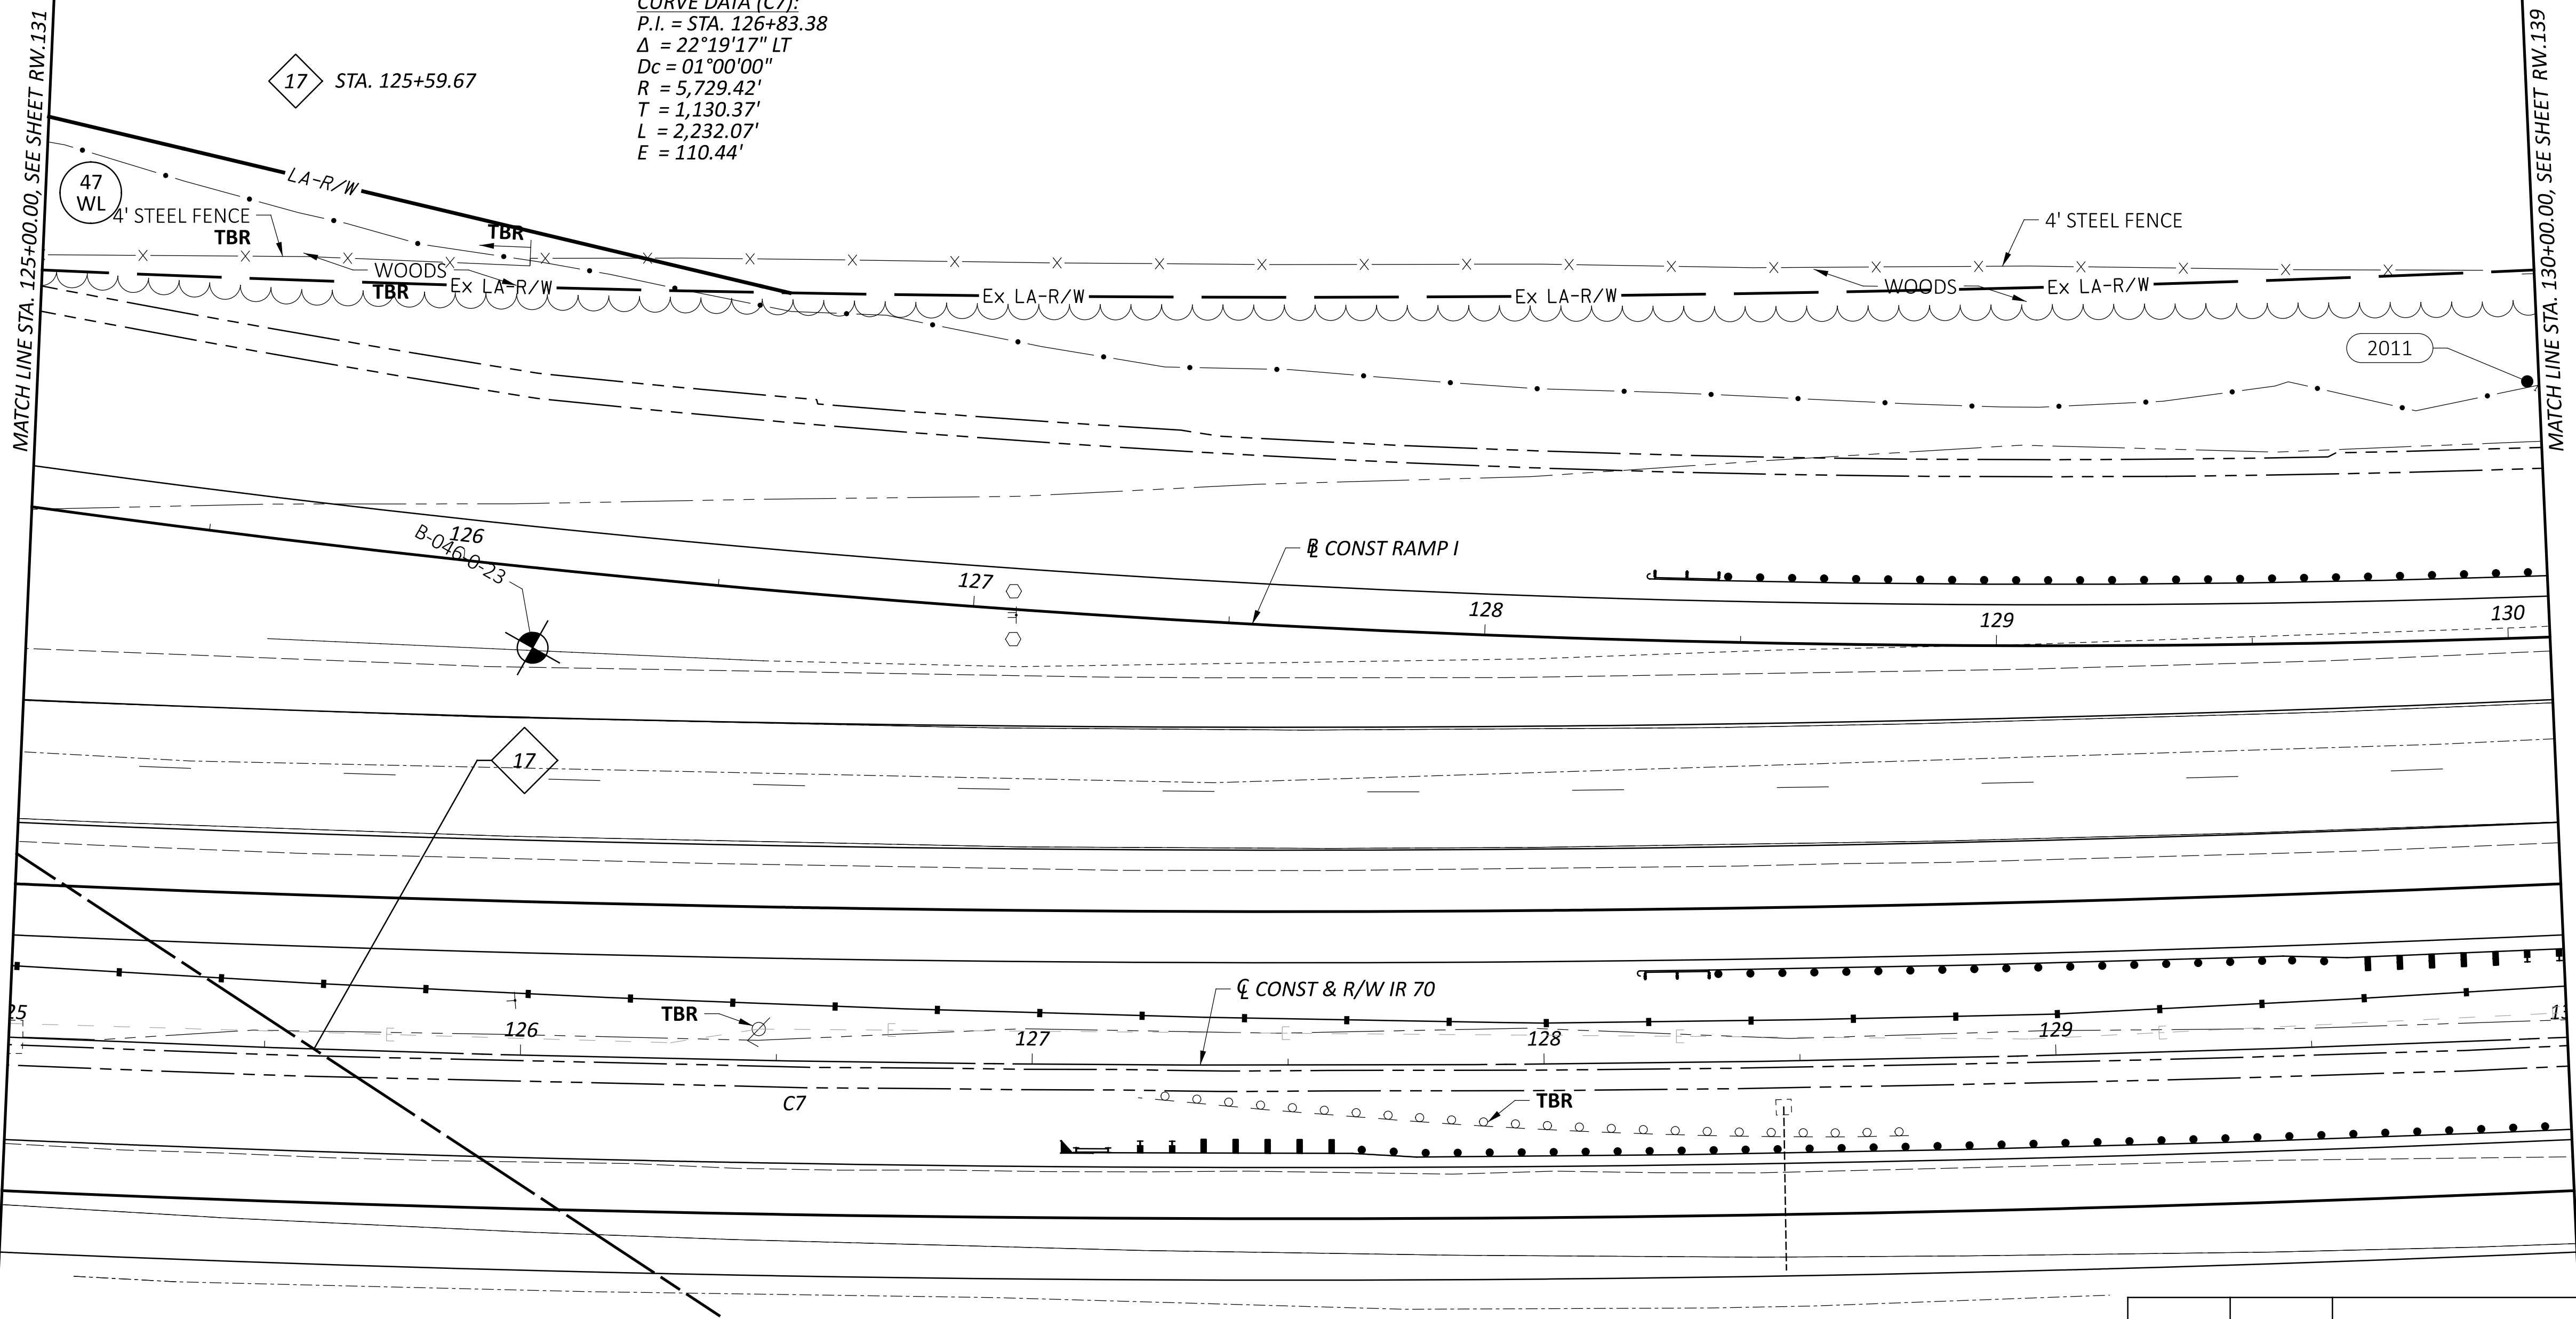 MATCH LINE STA. 125+00.00, SEE SHEET RW.131
CURVE DATA (C7):
P.I. = STA. 126+83.38
Δ = 22°19'17" LT
Dc = 01°00'00"
R = 5,729.42'
T = 1,130.37'
L = 2,232.07'
E = 110.44'
17 STA. 125+59.67
MATCH LINE STA. 130+00.00, SEE SHEET RW.139
LA-R/W
47
WL
4' STEEL FENCE
TBR
TBR
4' STEEL FENCE
WOODS
TBR
Ex LA-R/W
Ex LA-R/W
Ex LA-R/W
WOODS
Ex LA-R/W
2011
126
B-046-0-23
127
BL CONST RAMP I
128
129
130
17
CL CONST & R/W IR 70
25
TBR
126
127
128
129
13
E
E
E
E
E
C7
TBR